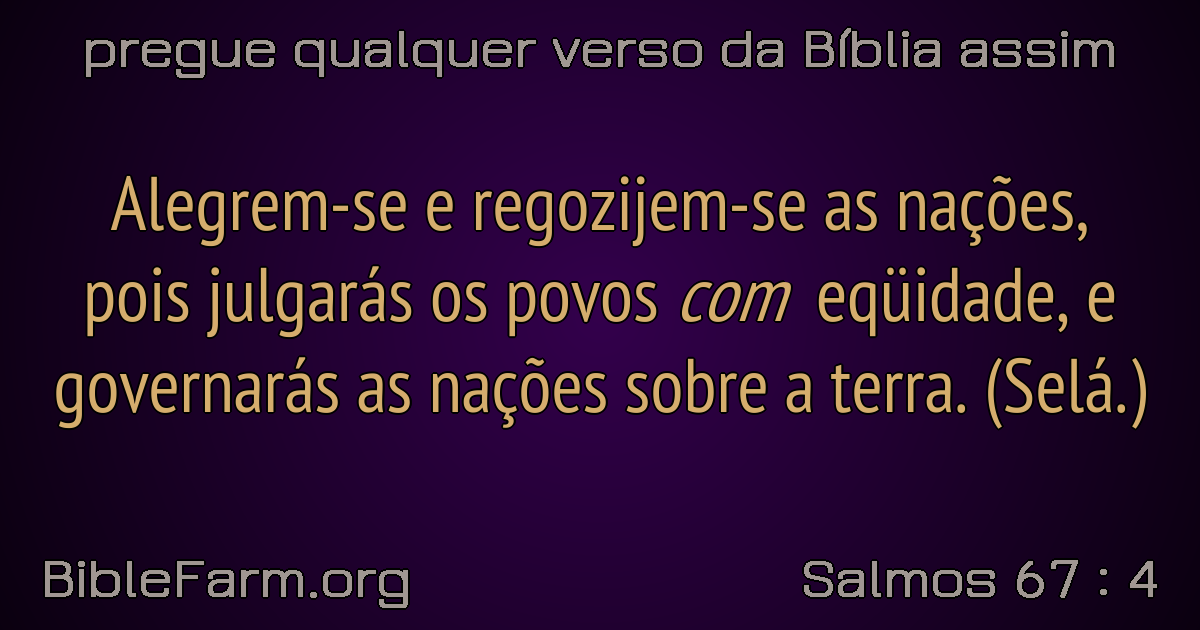 pregue qualquer verso da Bíblia assim
Alegrem-se e regozijem-se as nações,
pois julgarás os povos com eqüidade, e
governarás as nações sobre a terra. (Selá.)
BibleFarm.org
Salmos 67 : 4